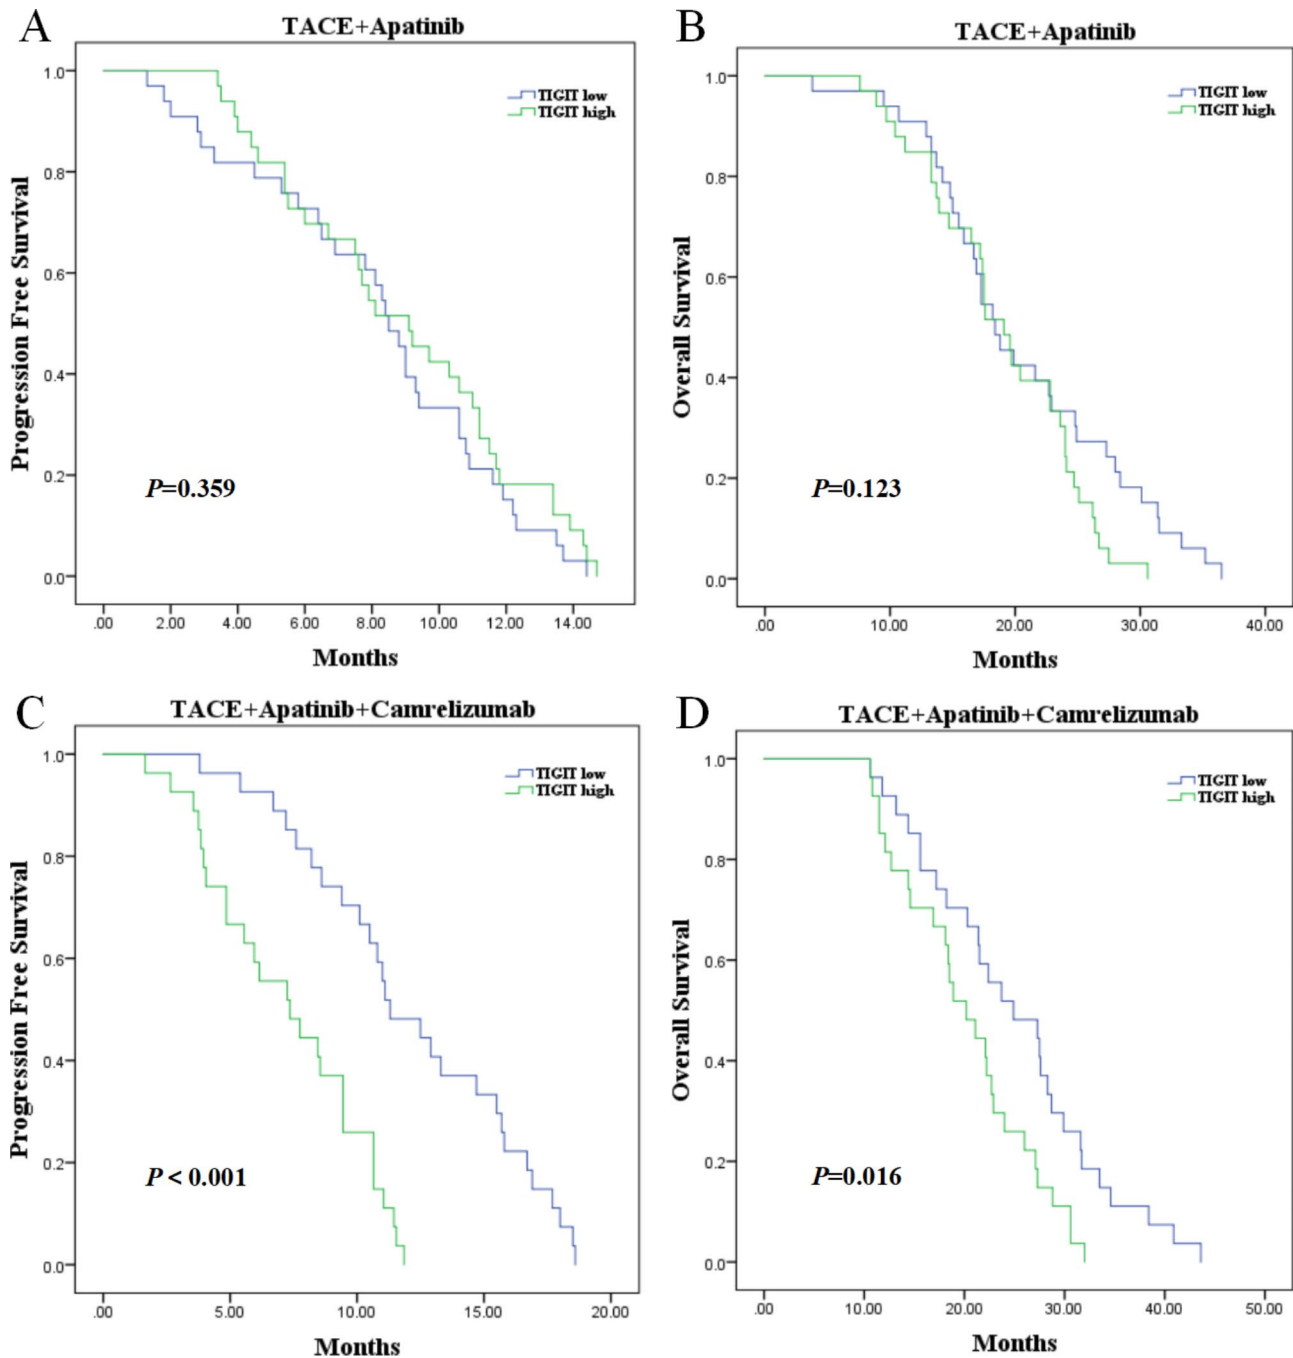 A
TACE+Apatinib
TIGIT low
TIGIT high
Progression Free Survival
1.0
0.8
0.6
0.4
0.2
0.0
P=0.359
.00 2.00 4.00 6.00 8.00 10.00 12.00 14.00
Months
B
TACE+Apatinib
TIGIT low
TIGIT high
Overall Survival
1.0
0.8
0.6
0.4
0.2
0.0
P=0.123
.00 10.00 20.00 30.00 40.00
Months
C
TACE+Apatinib+Camrelizumab
TIGIT low
TIGIT high
Progression Free Survival
1.0
0.8
0.6
0.4
0.2
0.0
P < 0.001
.00 5.00 10.00 15.00 20.00
Months
D
TACE+Apatinib+Camrelizumab
TIGIT low
TIGIT high
Overall Survival
1.0
0.8
0.6
0.4
0.2
0.0
P=0.016
.00 10.00 20.00 30.00 40.00 50.00
Months